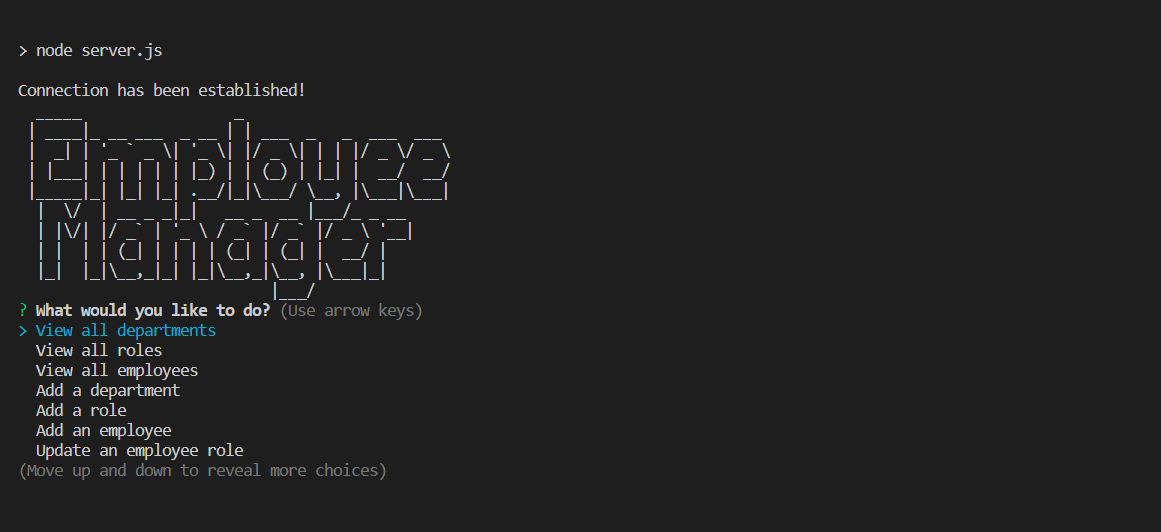 > node server.js
Connection has been established!
Employee
Manager
? What would you like to do? (Use arrow keys)
> View all departments
View all roles
View all employees
Add a department
Add a role
Add an employee
Update an employee role
(Move up and down to reveal more choices)